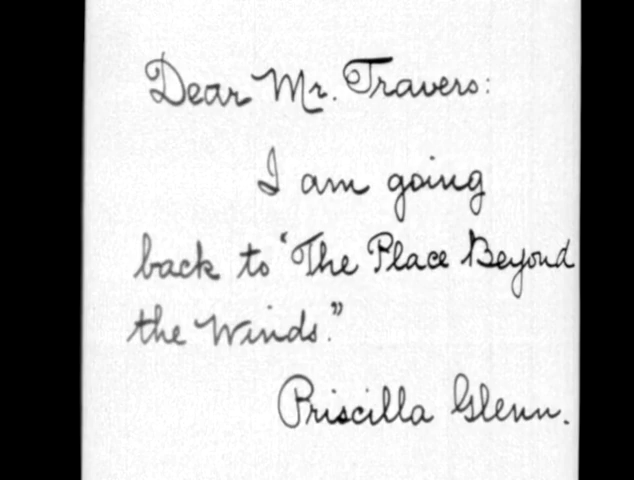 Dear Mr. Travers:
I am going
back to "The Place Beyond
the Winds."
Priscilla Glenn.